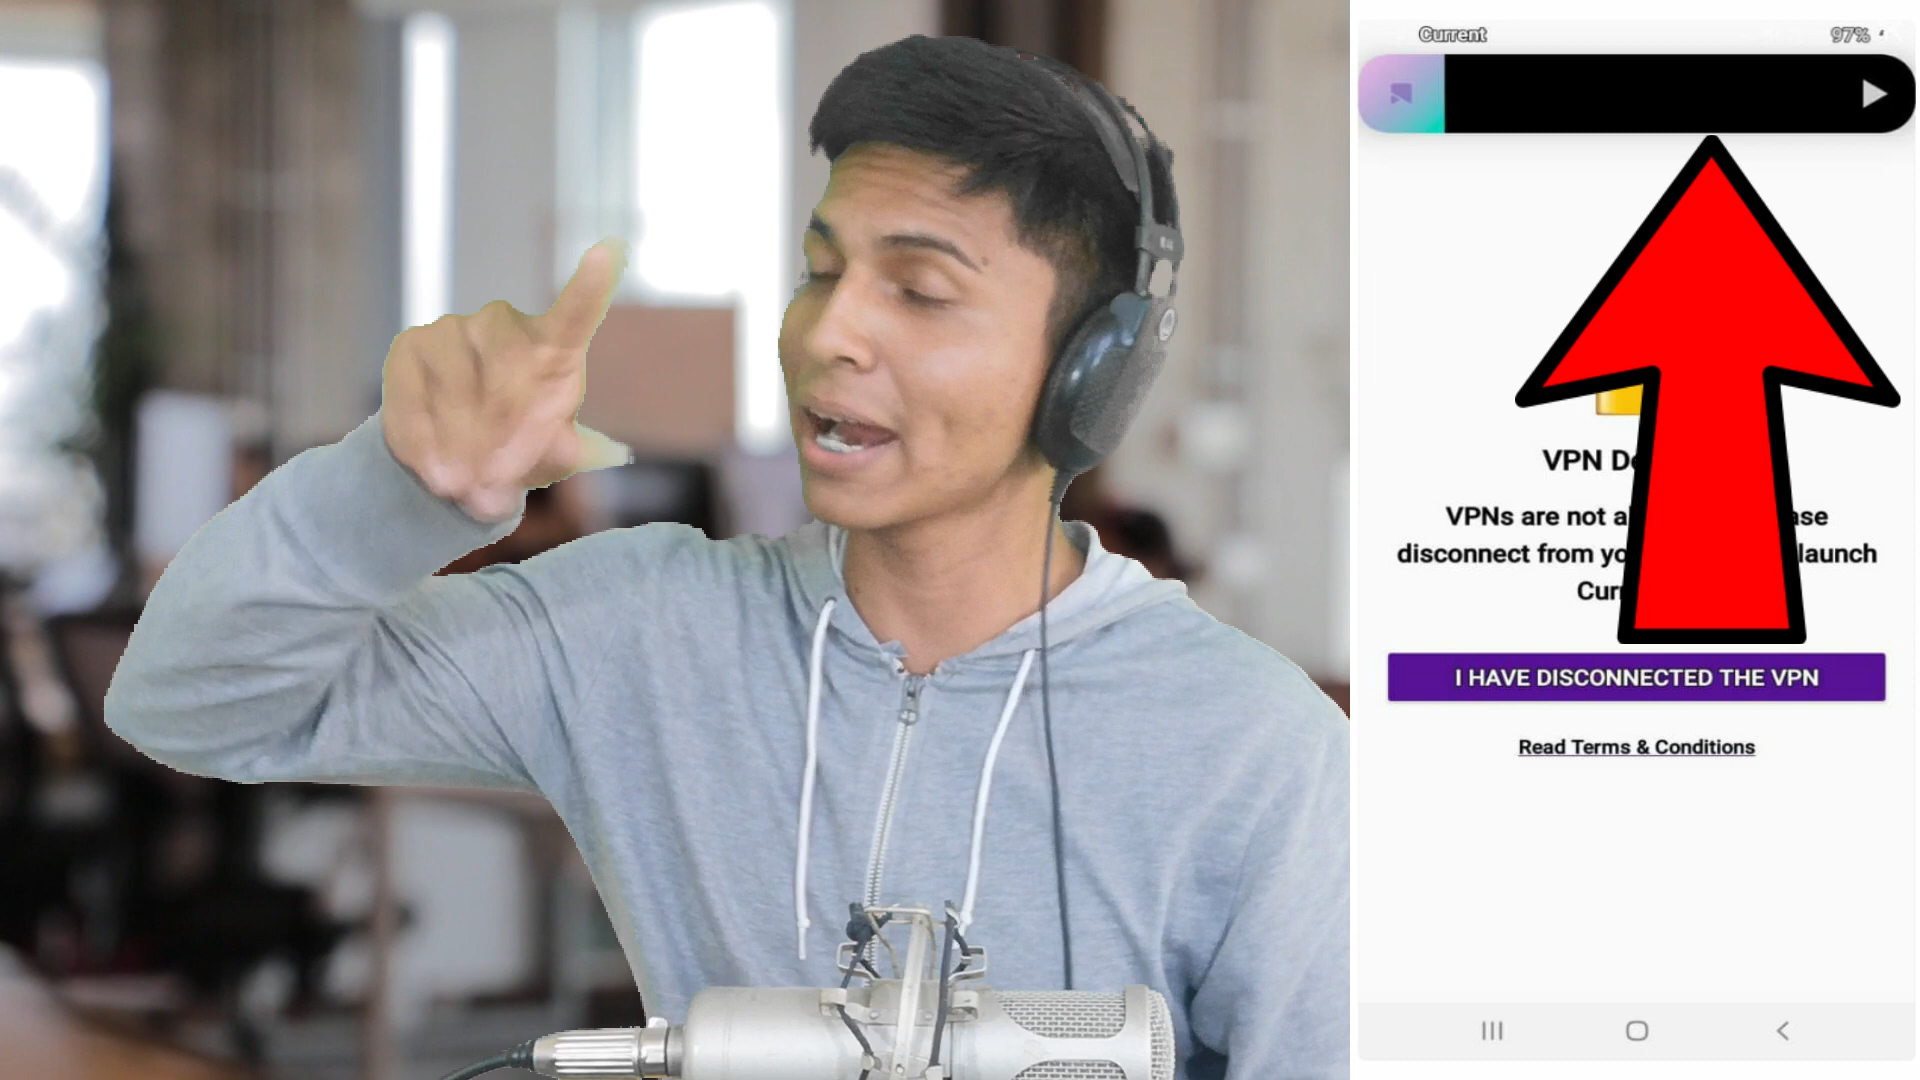 Current
97%
VPN D
VPNs are not a ase
disconnect from yo launch
Cur
I HAVE DISCONNECTED THE VPN
Read Terms & Conditions